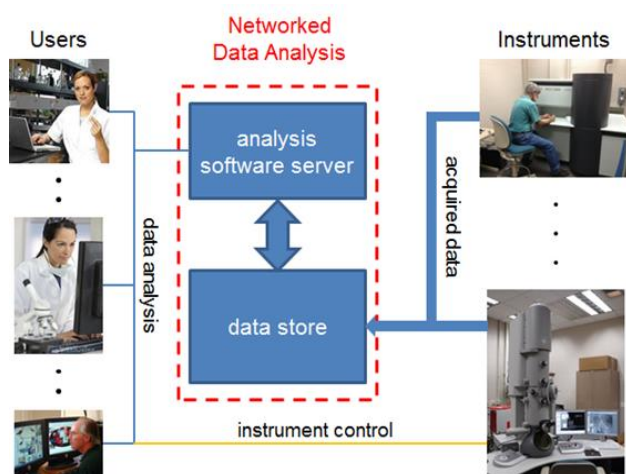 Users
Networked
Data Analysis
Instruments
analysis
software server
data analysis
acquired data
data store
instrument control